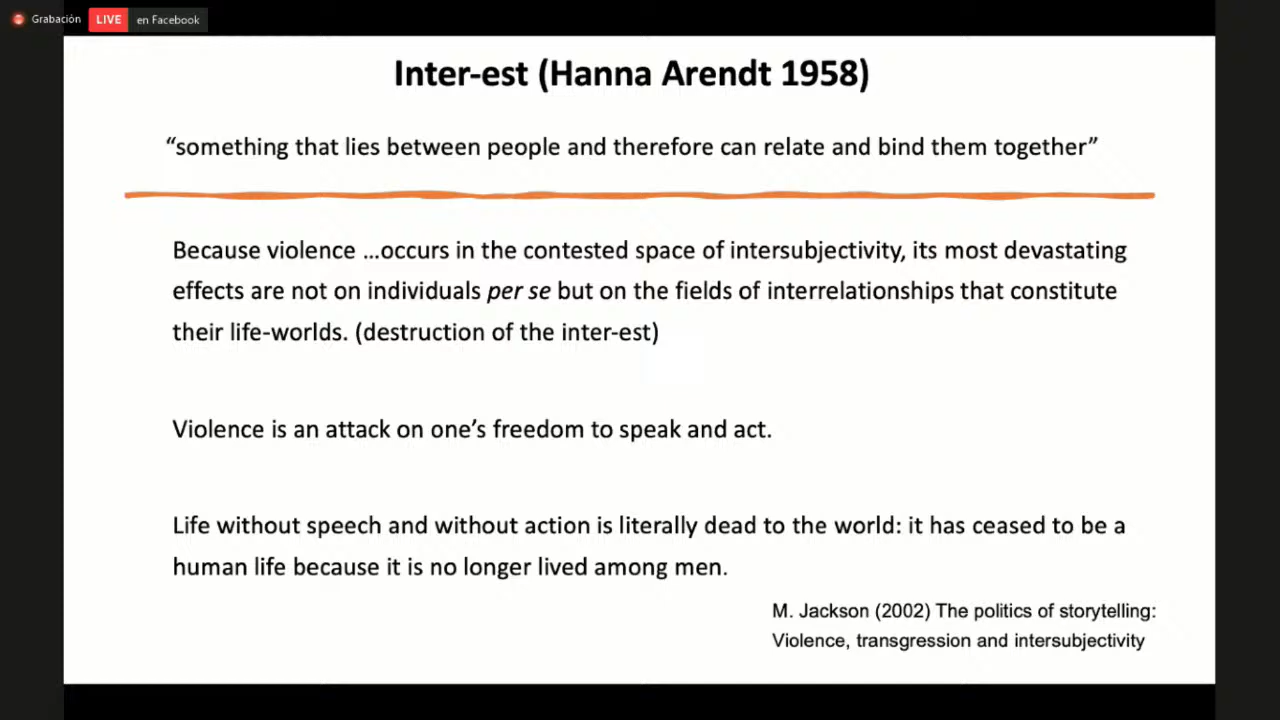 Grabación LIVE en Facebook
Inter-est (Hanna Arendt 1958)
“something that lies between people and therefore can relate and bind them together”
Because violence …occurs in the contested space of intersubjectivity, its most devastating
effects are not on individuals per se but on the fields of interrelationships that constitute
their life-worlds. (destruction of the inter-est)
Violence is an attack on one’s freedom to speak and act.
Life without speech and without action is literally dead to the world: it has ceased to be a
human life because it is no longer lived among men.
M. Jackson (2002) The politics of storytelling:
Violence, transgression and intersubjectivity